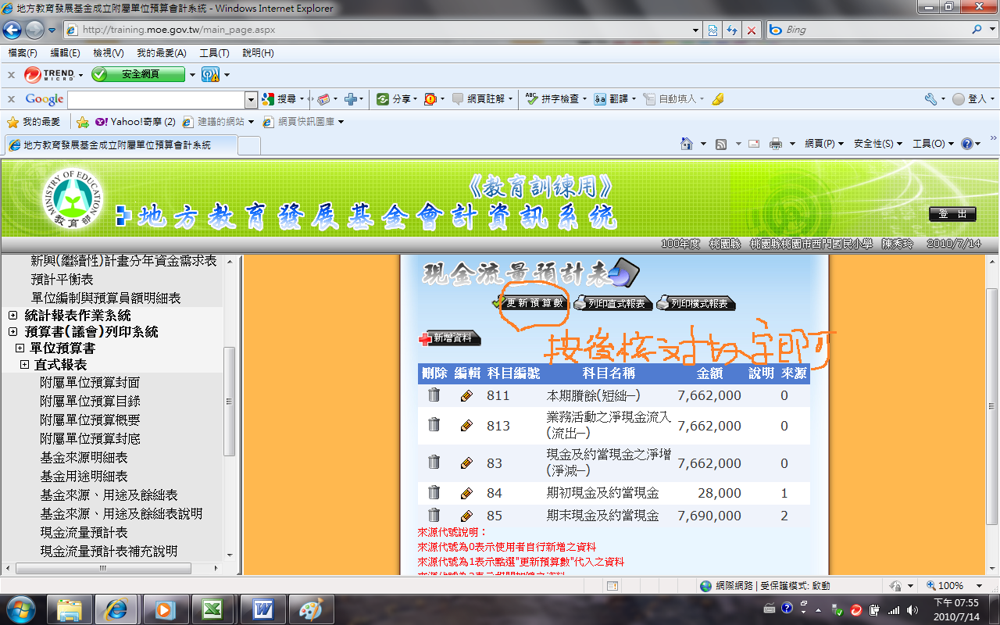 地方教育發展基金成立附屬單位預算會計系統 - Windows Internet Explorer
http://training.moe.gov.tw/main_page.aspx
Bing
檔案(F) 編輯(E) 檢視(V) 我的最愛(A) 工具(T) 說明(H)
x TREND MICRO 安全網頁
x Google 搜尋 分享 網頁註解 拼字檢查 翻譯 自動填入 登入
我的最愛 Yahoo!奇摩 (2) 建議的網站 網頁快訊圖庫
地方教育發展基金成立附屬單位預算會計系統 網頁(P) 安全性(S) 工具(O)
MINISTRY OF EDUCATION 教育部
《教育訓練用》
地方教育發展基金會計資訊系統
登 出
100年度 桃園縣 桃園縣桃園市西門國民小學 陳秀玲 2010/7/14
新興(繼續性)計畫分年資金需求表
預計平衡表
單位編制與預算員額明細表
統計報表作業系統
預算書(議會)列印系統
單位預算書
直式報表
附屬單位預算封面
附屬單位預算目錄
附屬單位預算概要
附屬單位預算封底
基金來源明細表
基金用途明細表
基金來源、用途及餘絀表
基金來源、用途及餘絀表說明
現金流量預計表
現金流量預計表補充說明
現金流量預計表
更新預算數 列印直式報表 列印橫式報表
新增資料
按後核对数字即可
刪除 編輯 科目編號 科目名稱 金額 說明 來源
811 本期賸餘(短絀─) 7,662,000 0
813 業務活動之淨現金流入(流出─) 7,662,000 0
83 現金及約當現金之淨增(淨減─) 7,662,000 0
84 期初現金及約當現金 28,000 1
85 期末現金及約當現金 7,690,000 2
來源代號說明：
來源代號為0表示使用者自行新增之資料
來源代號為1表示點選"更新預算數"代入之資料
網際網路 | 受保護模式: 啟動 100%
下午 07:55
2010/7/14